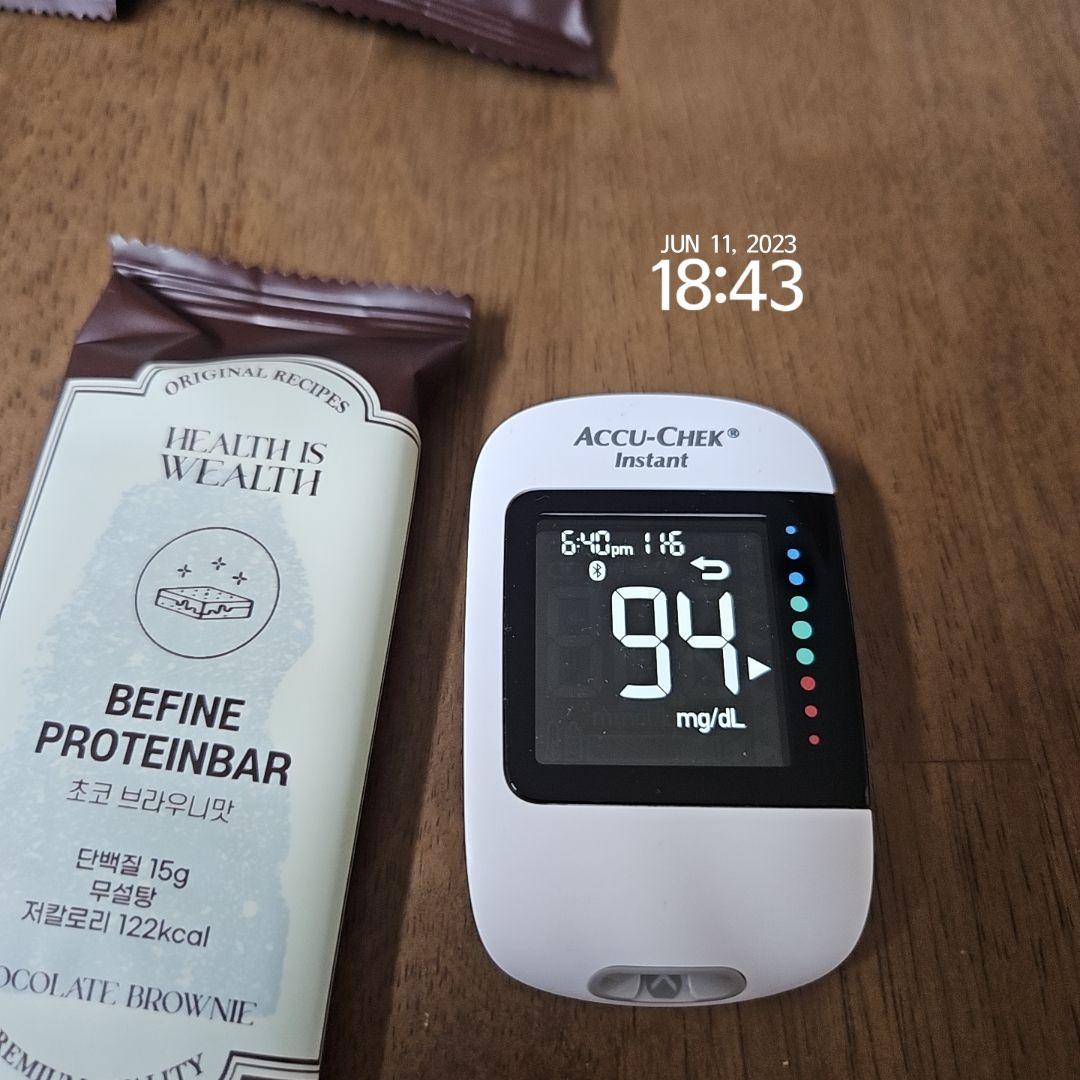 JUN 11, 2023
18:43
ORIGINAL RECIPES
HEALTH IS
WEALTH
BEFINE
PROTEINBAR
초코 브라우니맛
단백질 15g
무설탕
저칼로리 122kcal
OCOLATE BROWNIE
ACCU-CHEK®
Instant
6:40pm 11-6
94
mg/dL